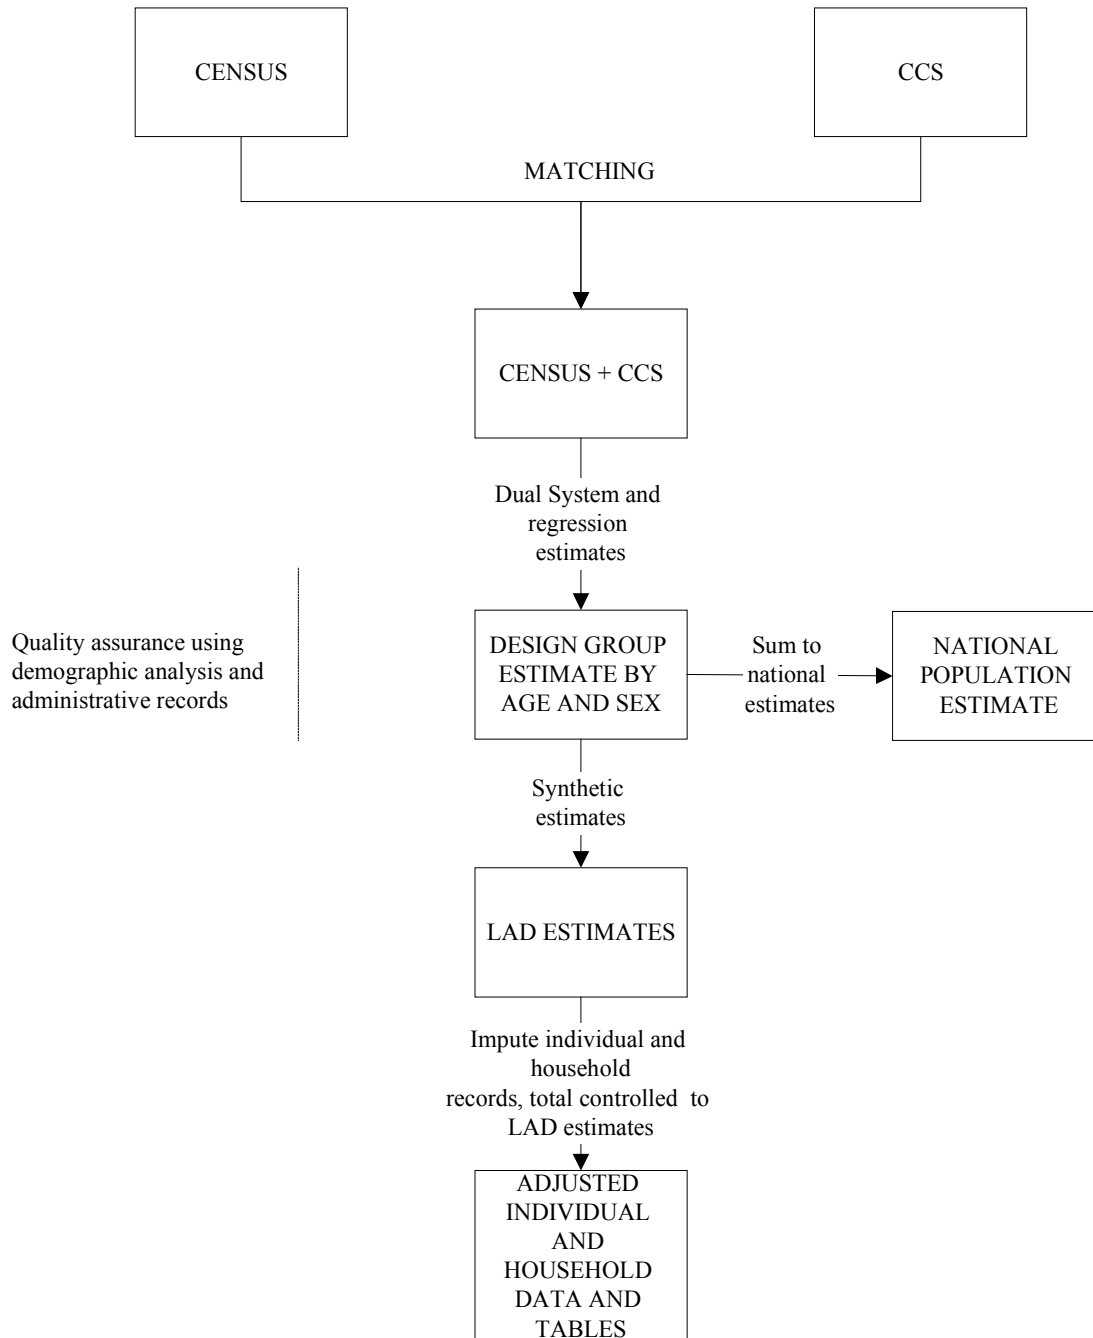 CENSUS
CCS
MATCHING
CENSUS + CCS
Dual System and
regression
estimates
Quality assurance using
demographic analysis and
administrative records
DESIGN GROUP
ESTIMATE BY
AGE AND SEX
Sum to
national
estimates
NATIONAL
POPULATION
ESTIMATE
Synthetic
estimates
LAD ESTIMATES
Impute individual and
household
records, total controlled to
LAD estimates
ADJUSTED
INDIVIDUAL
AND
HOUSEHOLD
DATA AND
TABLES